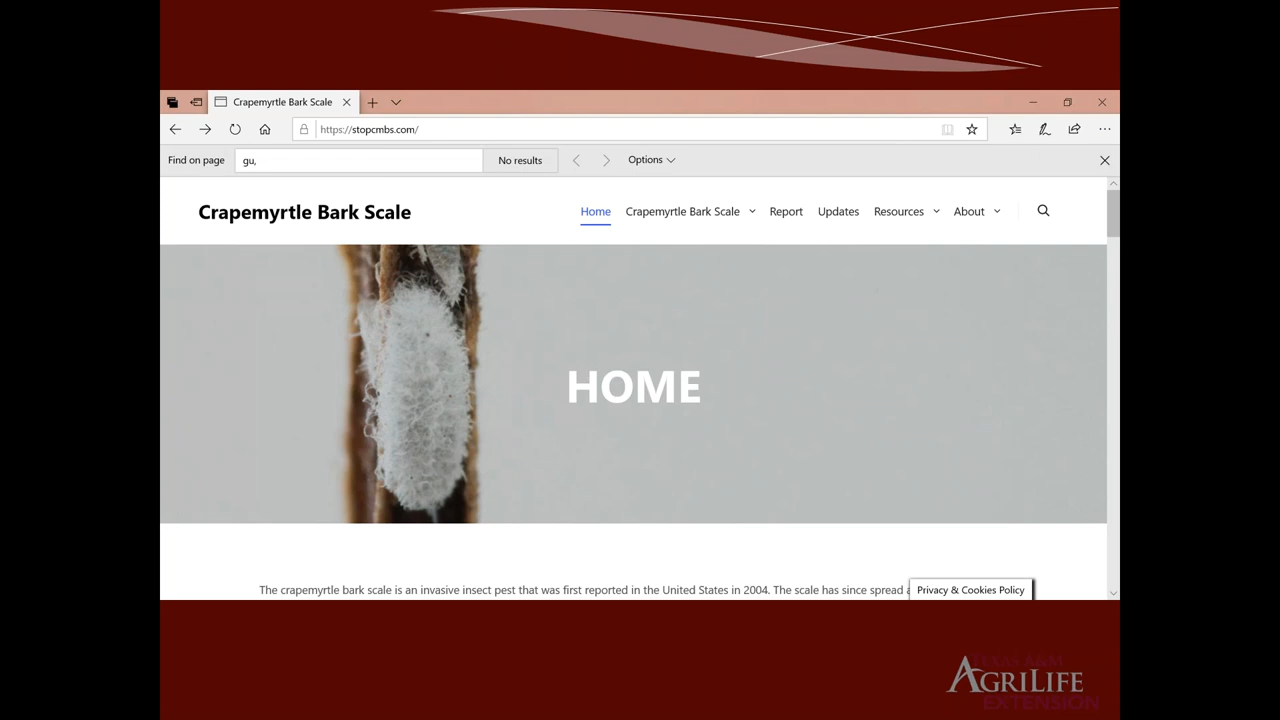 Crapemyrtle Bark Scale
https://stopcmbs.com/
Find on page gu, No results Options
Crapemyrtle Bark Scale Home Crapemyrtle Bark Scale Report Updates Resources About
HOME
The crapemyrtle bark scale is an invasive insect pest that was first reported in the United States in 2004. The scale has since spread
Privacy & Cookies Policy
TEXAS A&M
AGRILIFE
EXTENSION